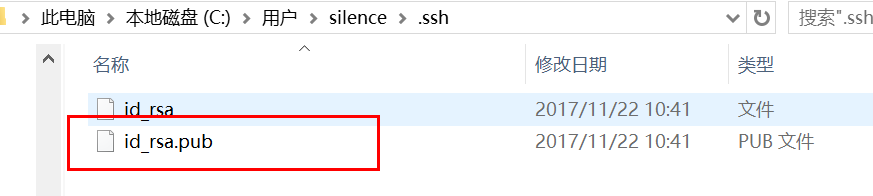 此电脑 > 本地磁盘 (C:) > 用户 > silence > .ssh 搜索".ssh
名称 修改日期 类型
id_rsa 2017/11/22 10:41 文件
id_rsa.pub 2017/11/22 10:41 PUB 文件